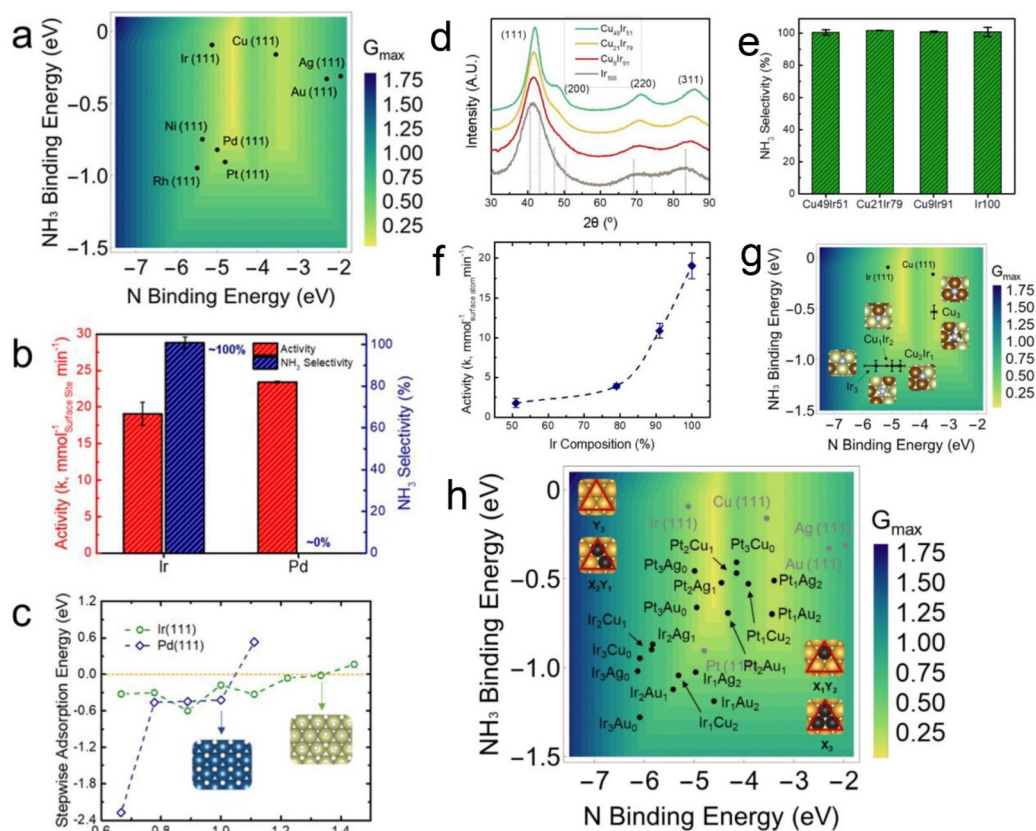 a
NH₃ Binding Energy (eV)
0
−0.5
−1.0
−1.5
Ir (111)
Cu (111)
Ag (111)
Au (111)
Ni (111)
Pd (111)
Rh (111)
Pt (111)
−7 −6 −5 −4 −3 −2
N Binding Energy (eV)
Gmax
1.75
1.50
1.25
1.00
0.75
0.50
0.25
b
Activity (k, mmol⁻¹Surface Site min⁻¹)
30
25
20
15
10
5
0
Activity
NH₃ Selectivity
~100%
~0%
Ir Pd
100
80
60
40
20
0
NH₃ Selectivity (%)
c
Stepwise Adsorption Energy (eV)
1.2
0.6
0.0
-0.6
-1.2
-1.8
-2.4
Ir(111)
Pd(111)
0.6 0.8 1.0 1.2 1.4
d
Intensity (A.U.)
(111)
Cu₄₉Ir₅₁
Cu₂₁Ir₇₉
Cu₉Ir₉₁
Ir₁₀₀
(200)
(220)
(311)
30 40 50 60 70 80 90
2θ (º)
e
NH₃ Selectivity (%)
100
80
60
40
20
0
Cu49Ir51 Cu21Ir79 Cu9Ir91 Ir100
f
Activity (k, mmol⁻¹surface atom min⁻¹)
20
15
10
5
0
50 60 70 80 90 100
Ir Composition (%)
g
NH₃ Binding Energy (eV)
0
−0.5
−1.0
−1.5
Ir (111)
Cu (111)
Cu₃
Cu₁Ir₂
Cu₂Ir₁
Ir₃
−7 −6 −5 −4 −3 −2
N Binding Energy (eV)
Gmax
1.75
1.50
1.25
1.00
0.75
0.50
0.25
h
NH₃ Binding Energy (eV)
0
−0.5
−1.0
−1.5
Y₃
X₂Y₁
Ir (111)
Cu (111)
Ag (111)
Au (111)
Pt₂Cu₁
Pt₃Cu₀
Pt₃Ag₀
Pt₂Ag₁
Pt₁Ag₂
Pt₃Au₀
Pt₁Au₂
Pt₁Cu₂
Pt₂Au₁
Ir₂Cu₁
Ir₂Ag₁
Ir₃Cu₀
Pt (11
Ir₃Ag₀
Ir₁Ag₂
Ir₂Au₁
Ir₁Au₂
Ir₁Cu₂
Ir₃Au₀
X₁Y₂
X₃
−7 −6 −5 −4 −3 −2
N Binding Energy (eV)
Gmax
1.75
1.50
1.25
1.00
0.75
0.50
0.25